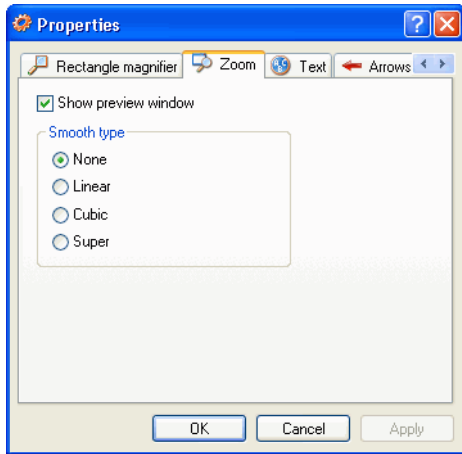 Properties
Rectangle magnifier Zoom Text Arrows
Show preview window
Smooth type
None
Linear
Cubic
Super
OK Cancel Apply